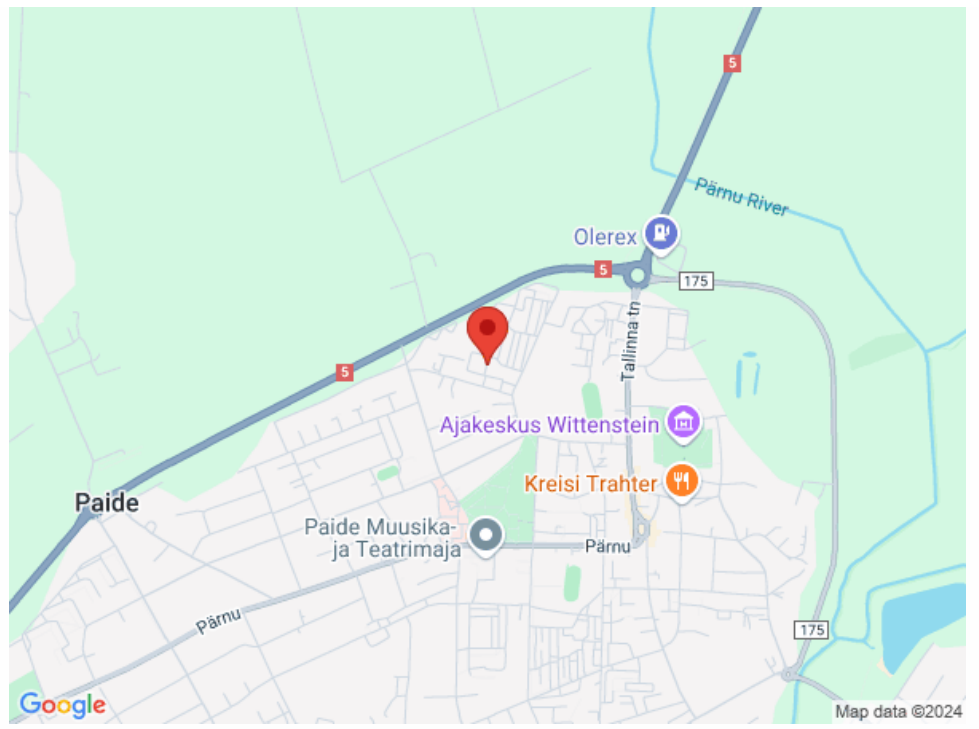 5
Pärnu River
Olerex
5
175
Tallinna tn
5
Ajakeskus Wittenstein
Kreisi Trahter
Paide
Paide Muusika-
ja Teatrimaja
Pärnu
Pärnu
175
Google
Map data ©2024